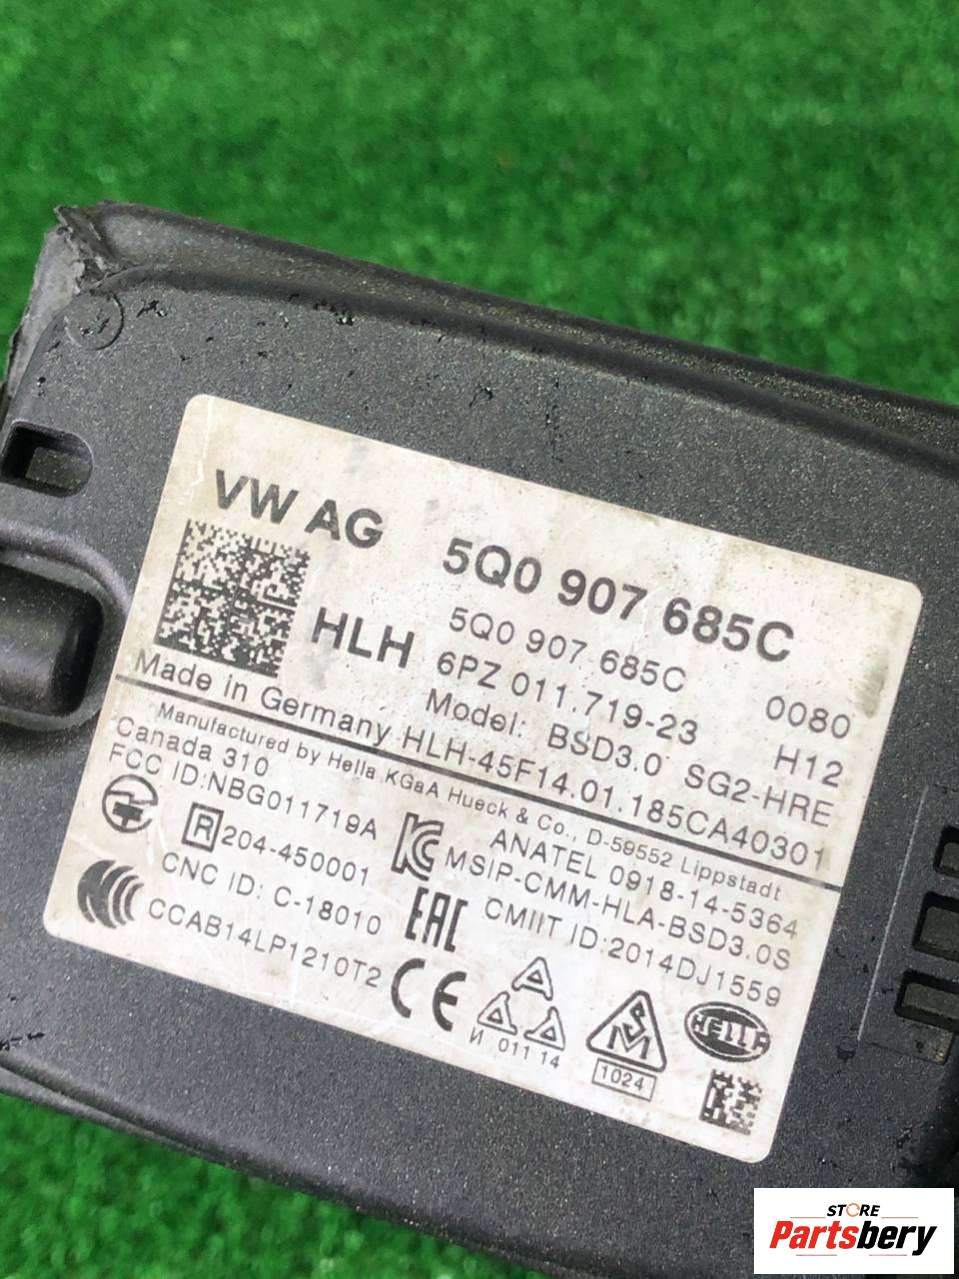 VW AG 5Q0 907 685C
HLH 5Q0 907 685C 0080
6PZ 011.719-23 H12
Model: BSD3.0 SG2-HRE
Made in Germany HLH-45F14.01.185CA40301
Manufactured by Hella KGaA Hueck & Co., D-59552 Lippstadt
Canada 310 ANATEL 0918-14-5364
FCC ID:NBG011719A MSIP-CMM-HLA-BSD3.0S
R 204-450001 CMIIT ID:2014DJ1559
CNC ID: C-18010 EAC
CCAB14LP1210T2 CE
И 011 14
1024
HELLA
STORE
Partsbery